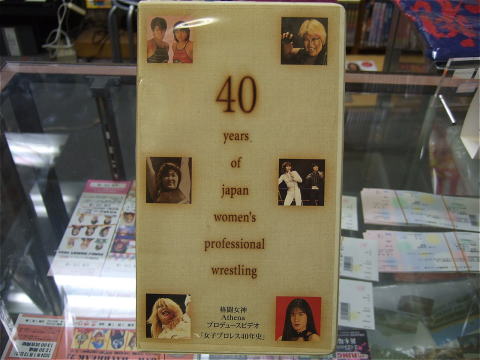 40
years
of
japan
women's
professional
wrestling
格闘女神
Athena
プロデュースビデオ
「女子プロレス40年史」